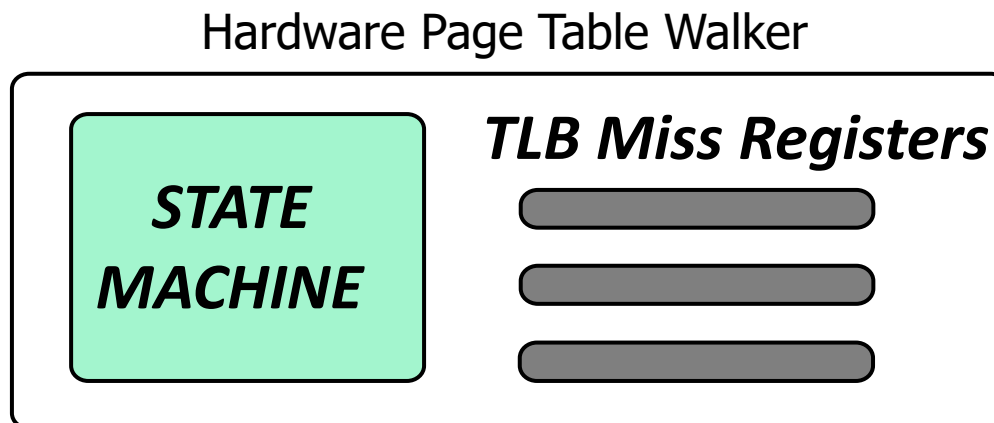 Hardware Page Table Walker
TLB Miss Registers
STATE
MACHINE